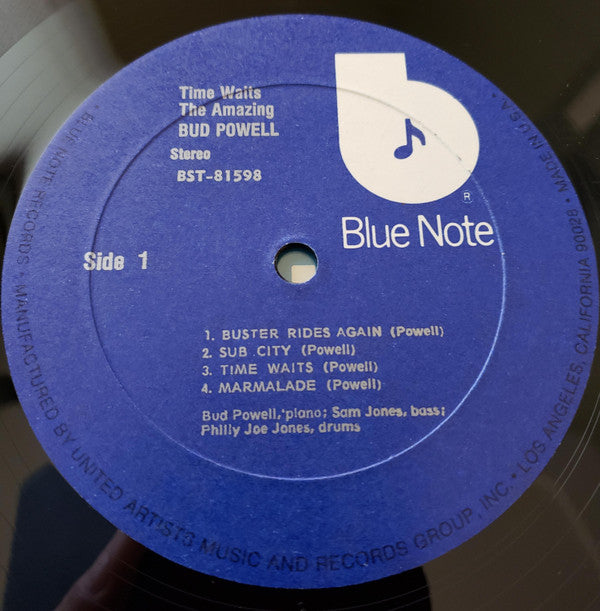 Time Waits
The Amazing
BUD POWELL
Stereo
BST-81598
Blue Note
®
Side 1
1. BUSTER RIDES AGAIN (Powell)
2. SUB CITY (Powell)
3. TIME WAITS (Powell)
4. MARMALADE (Powell)
Bud Powell, piano; Sam Jones, bass;
Philly Joe Jones, drums
BLUE NOTE RECORDS • MANUFACTURED BY UNITED ARTISTS MUSIC AND RECORDS GROUP, INC. • LOS ANGELES, CALIFORNIA 90028 • MADE IN U.S.A.